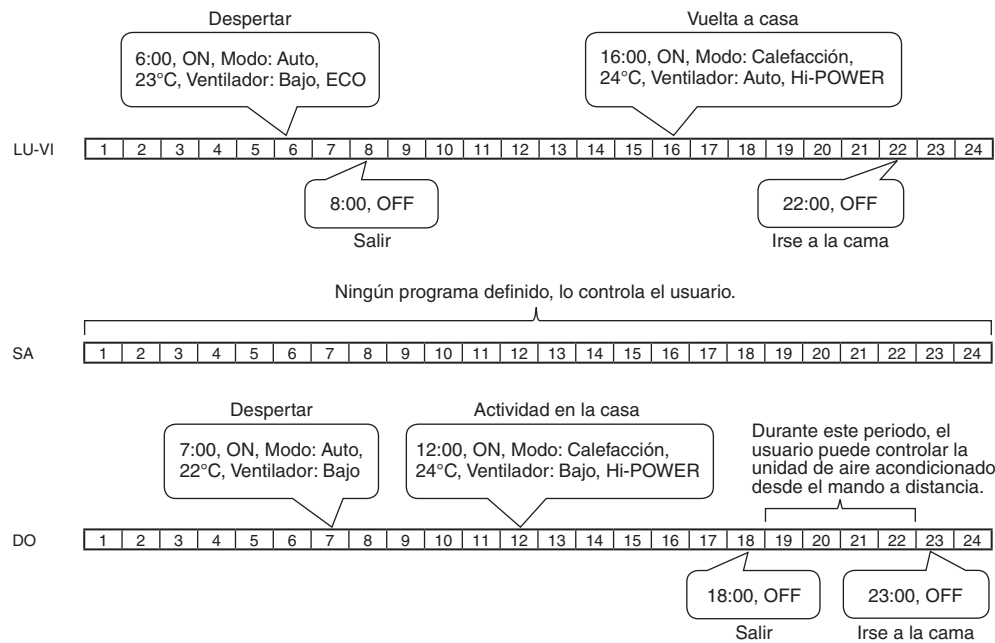 Despertar
6:00, ON, Modo: Auto,
23°C, Ventilador: Bajo, ECO
Vuelta a casa
16:00, ON, Modo: Calefacción,
24°C, Ventilador: Auto, Hi-POWER
LU-VI
1 2 3 4 5 6 7 8 9 10 11 12 13 14 15 16 17 18 19 20 21 22 23 24
8:00, OFF
Salir
22:00, OFF
Irse a la cama
Ningún programa definido, lo controla el usuario.
SA
1 2 3 4 5 6 7 8 9 10 11 12 13 14 15 16 17 18 19 20 21 22 23 24
Despertar
7:00, ON, Modo: Auto,
22°C, Ventilador: Bajo
Actividad en la casa
12:00, ON, Modo: Calefacción,
24°C, Ventilador: Bajo, Hi-POWER
Durante este periodo, el
usuario puede controlar la
unidad de aire acondicionado
desde el mando a distancia.
DO
1 2 3 4 5 6 7 8 9 10 11 12 13 14 15 16 17 18 19 20 21 22 23 24
18:00, OFF
Salir
23:00, OFF
Irse a la cama